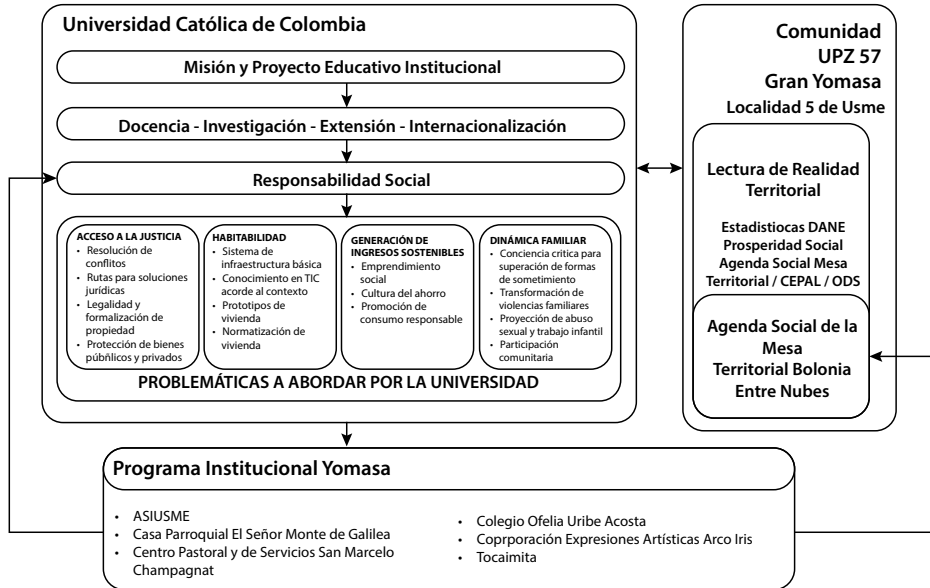 Universidad Católica de Colombia
Misión y Proyecto Educativo Institucional
Docencia - Investigación - Extensión - Internacionalización
Responsabilidad Social
ACCESO A LA JUSTICIA
• Resolución de
conflitos
• Rutas para soluciones
jurídicas
• Legalidad y
formalización de
propiedad
• Protección de bienes
púbñlicos y privados
HABITABILIDAD
• Sistema de
infraestructura básica
• Conocimiento en TIC
acorde al contexto
• Prototipos de
vivienda
• Normatización de
vivienda
GENERACIÓN DE
INGRESOS SOSTENIBLES
• Emprendimiento
social
• Cultura del ahorro
• Promoción de
consumo responsable
DINÁMICA FAMILIAR
• Conciencia critica para
superación de formas
de sometimiento
• Transformación de
violencias familiares
• Proyección de abuso
sexual y trabajo infantil
• Participación
comunitaria
PROBLEMÁTICAS A ABORDAR POR LA UNIVERSIDAD
Comunidad
UPZ 57
Gran Yomasa
Localidad 5 de Usme
Lectura de Realidad
Territorial
Estadistiocas DANE
Prosperidad Social
Agenda Social Mesa
Territorial / CEPAL / ODS
Agenda Social de la
Mesa
Territorial Bolonia
Entre Nubes
Programa Institucional Yomasa
• ASIUSME
• Casa Parroquial El Señor Monte de Galilea
• Centro Pastoral y de Servicios San Marcelo
Champagnat
• Colegio Ofelia Uribe Acosta
• Coprporación Expresiones Artísticas Arco Iris
• Tocaimita